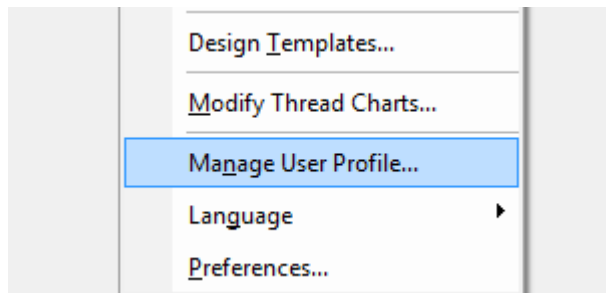 Design Templates...
Modify Thread Charts...
Manage User Profile...
Language
Preferences...